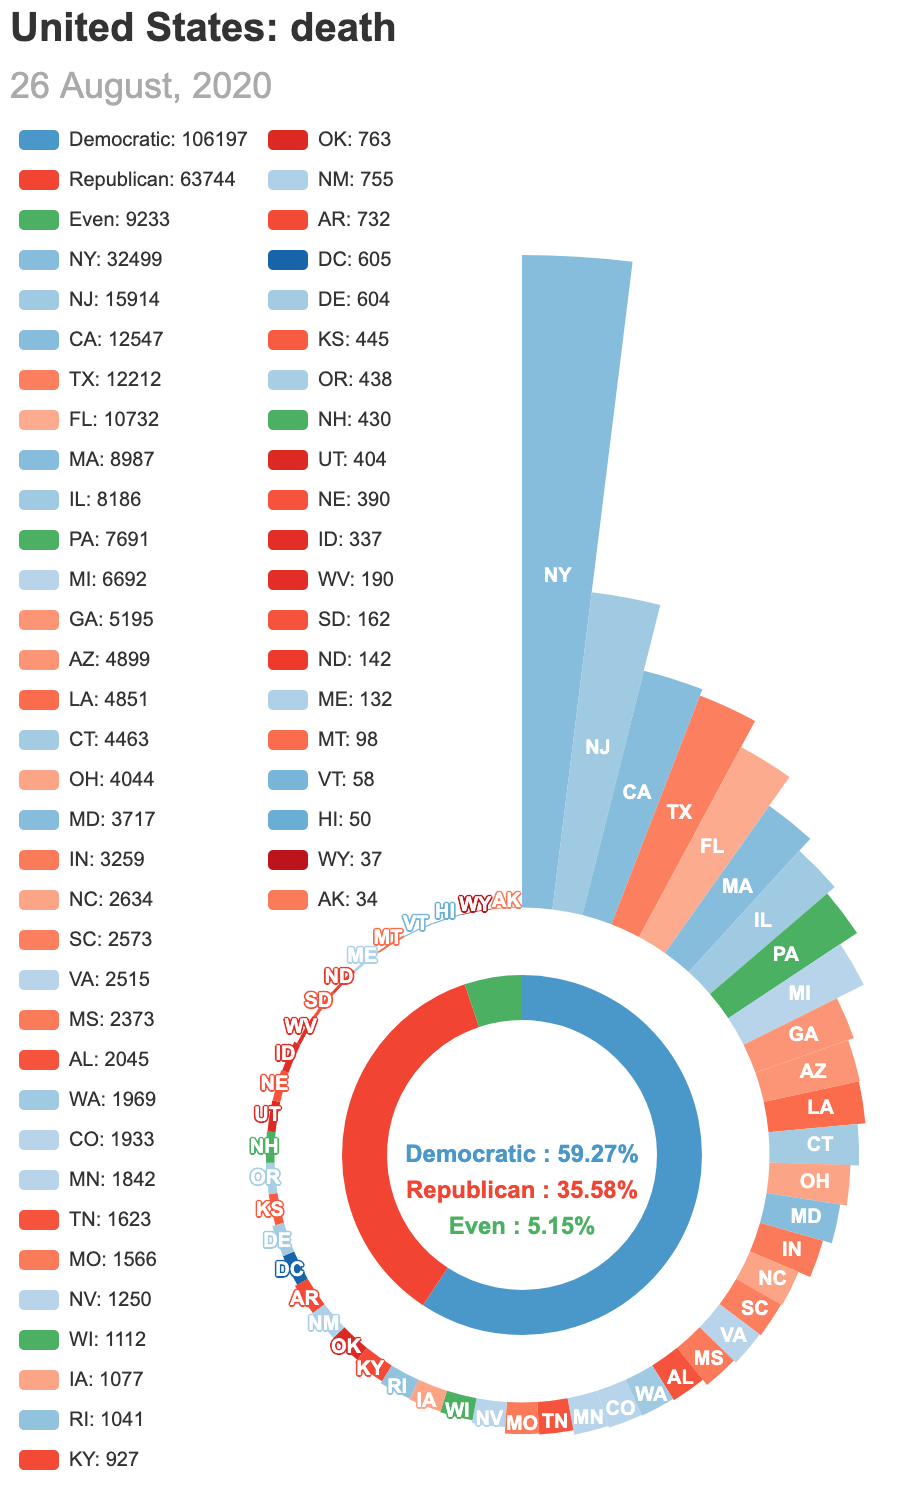 United States: death
26 August, 2020
Democratic: 106197
Republican: 63744
Even: 9233
NY: 32499
NJ: 15914
CA: 12547
TX: 12212
FL: 10732
MA: 8987
IL: 8186
PA: 7691
MI: 6692
GA: 5195
AZ: 4899
LA: 4851
CT: 4463
OH: 4044
MD: 3717
IN: 3259
NC: 2634
SC: 2573
VA: 2515
MS: 2373
AL: 2045
WA: 1969
CO: 1933
MN: 1842
TN: 1623
MO: 1566
NV: 1250
WI: 1112
IA: 1077
RI: 1041
KY: 927
OK: 763
NM: 755
AR: 732
DC: 605
DE: 604
KS: 445
OR: 438
NH: 430
UT: 404
NE: 390
ID: 337
WV: 190
SD: 162
ND: 142
ME: 132
MT: 98
VT: 58
HI: 50
WY: 37
AK: 34
NY
NJ
CA
TX
FL
MA
IL
PA
MI
GA
AZ
LA
CT
OH
MD
IN
NC
SC
VA
MS
AL
WA
CO
MN
TN
MO
NV
WI
IA
RI
KY
OK
NM
AR
DC
DE
KS
OR
NH
UT
NE
ID
WV
SD
ND
ME
MT
VT
HI
WY
AK
Democratic : 59.27%
Republican : 35.58%
Even : 5.15%